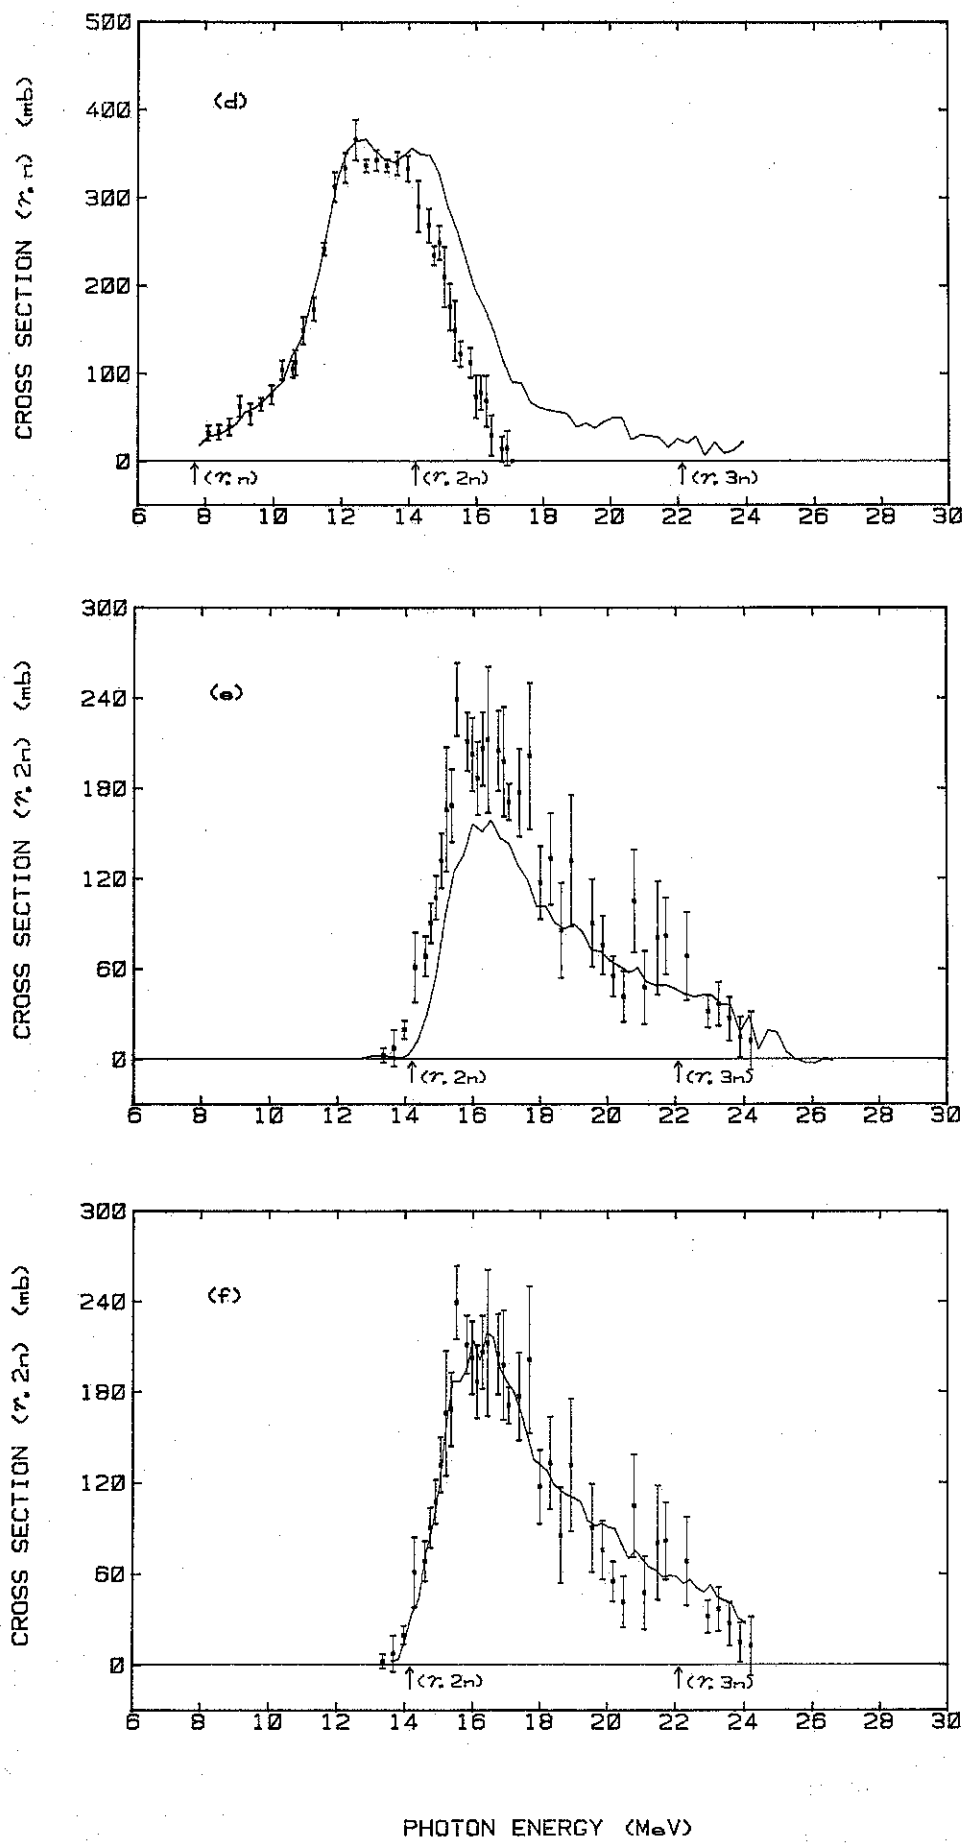 500
400
300
200
100
0
CROSS SECTION (γ,n) (mb)
(d)
↑(γ,n)
↑(γ,2n)
↑(γ,3n)
6 8 10 12 14 16 18 20 22 24 26 28 30
300
240
180
120
60
0
CROSS SECTION (γ,2n) (mb)
(e)
↑(γ,2n)
↑(γ,3n)
6 8 10 12 14 16 18 20 22 24 26 28 30
300
240
180
120
60
0
CROSS SECTION (γ,2n) (mb)
(f)
↑(γ,2n)
↑(γ,3n)
6 8 10 12 14 16 18 20 22 24 26 28 30
PHOTON ENERGY (MeV)